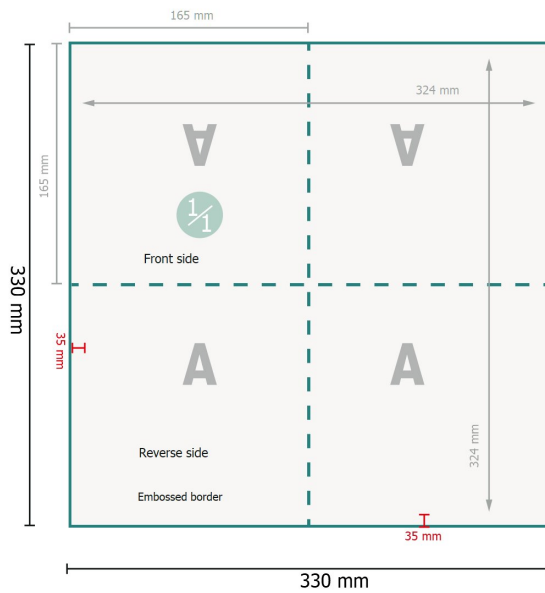 165 mm
324 mm
165 mm
A
A
1/1
Front side
330 mm
35 mm
A
A
324 mm
Reverse side
Embossed border
35 mm
330 mm